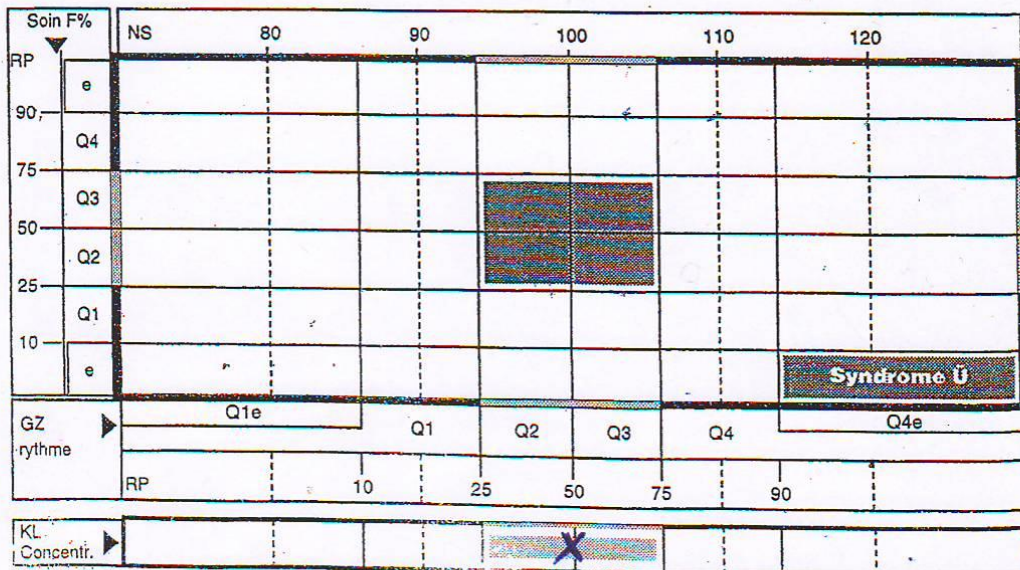 Soin F%
NS 80 90 100 110 120
RP
e
90
Q4
75
Q3
50
Q2
25
Q1
10
e
Syndrome Ü
GZ
rythme
Q1e Q1 Q2 Q3 Q4 Q4e
RP 10 25 50 75 90
KL
Concentr.
X